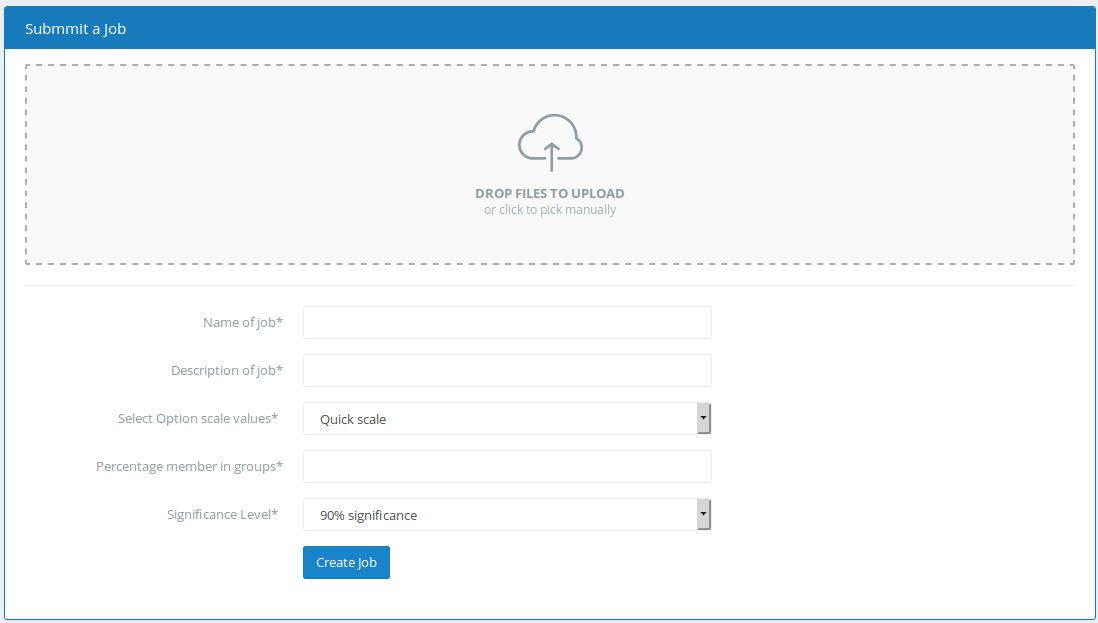 Submmit a Job
DROP FILES TO UPLOAD
or click to pick manually
Name of job*
Description of job*
Select Option scale values*
Quick scale
Percentage member in groups*
Significance Level*
90% significance
Create Job